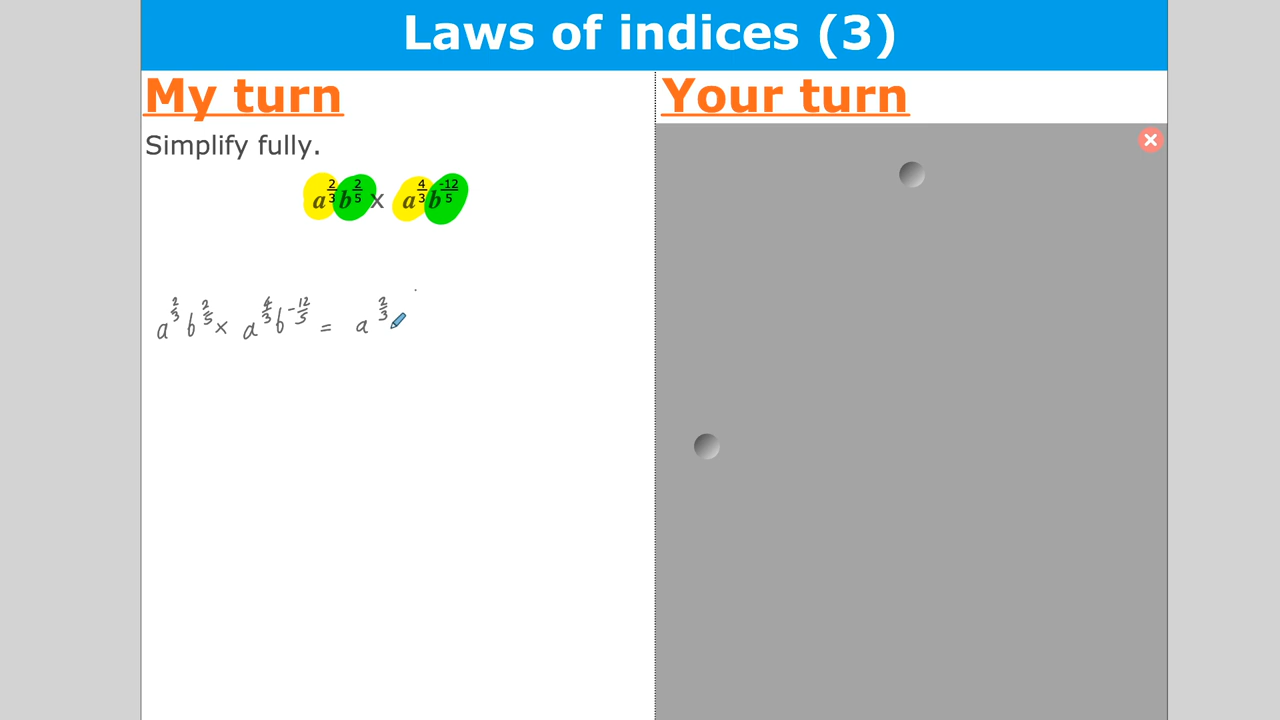 Laws of indices (3)
My turn
Your turn
Simplify fully.
a^(2/3) b^(2/5) x a^(4/3) b^(-12/5)
a^(2/3) b^(2/5) × a^(4/3) b^(-12/5) = a^(2/3)